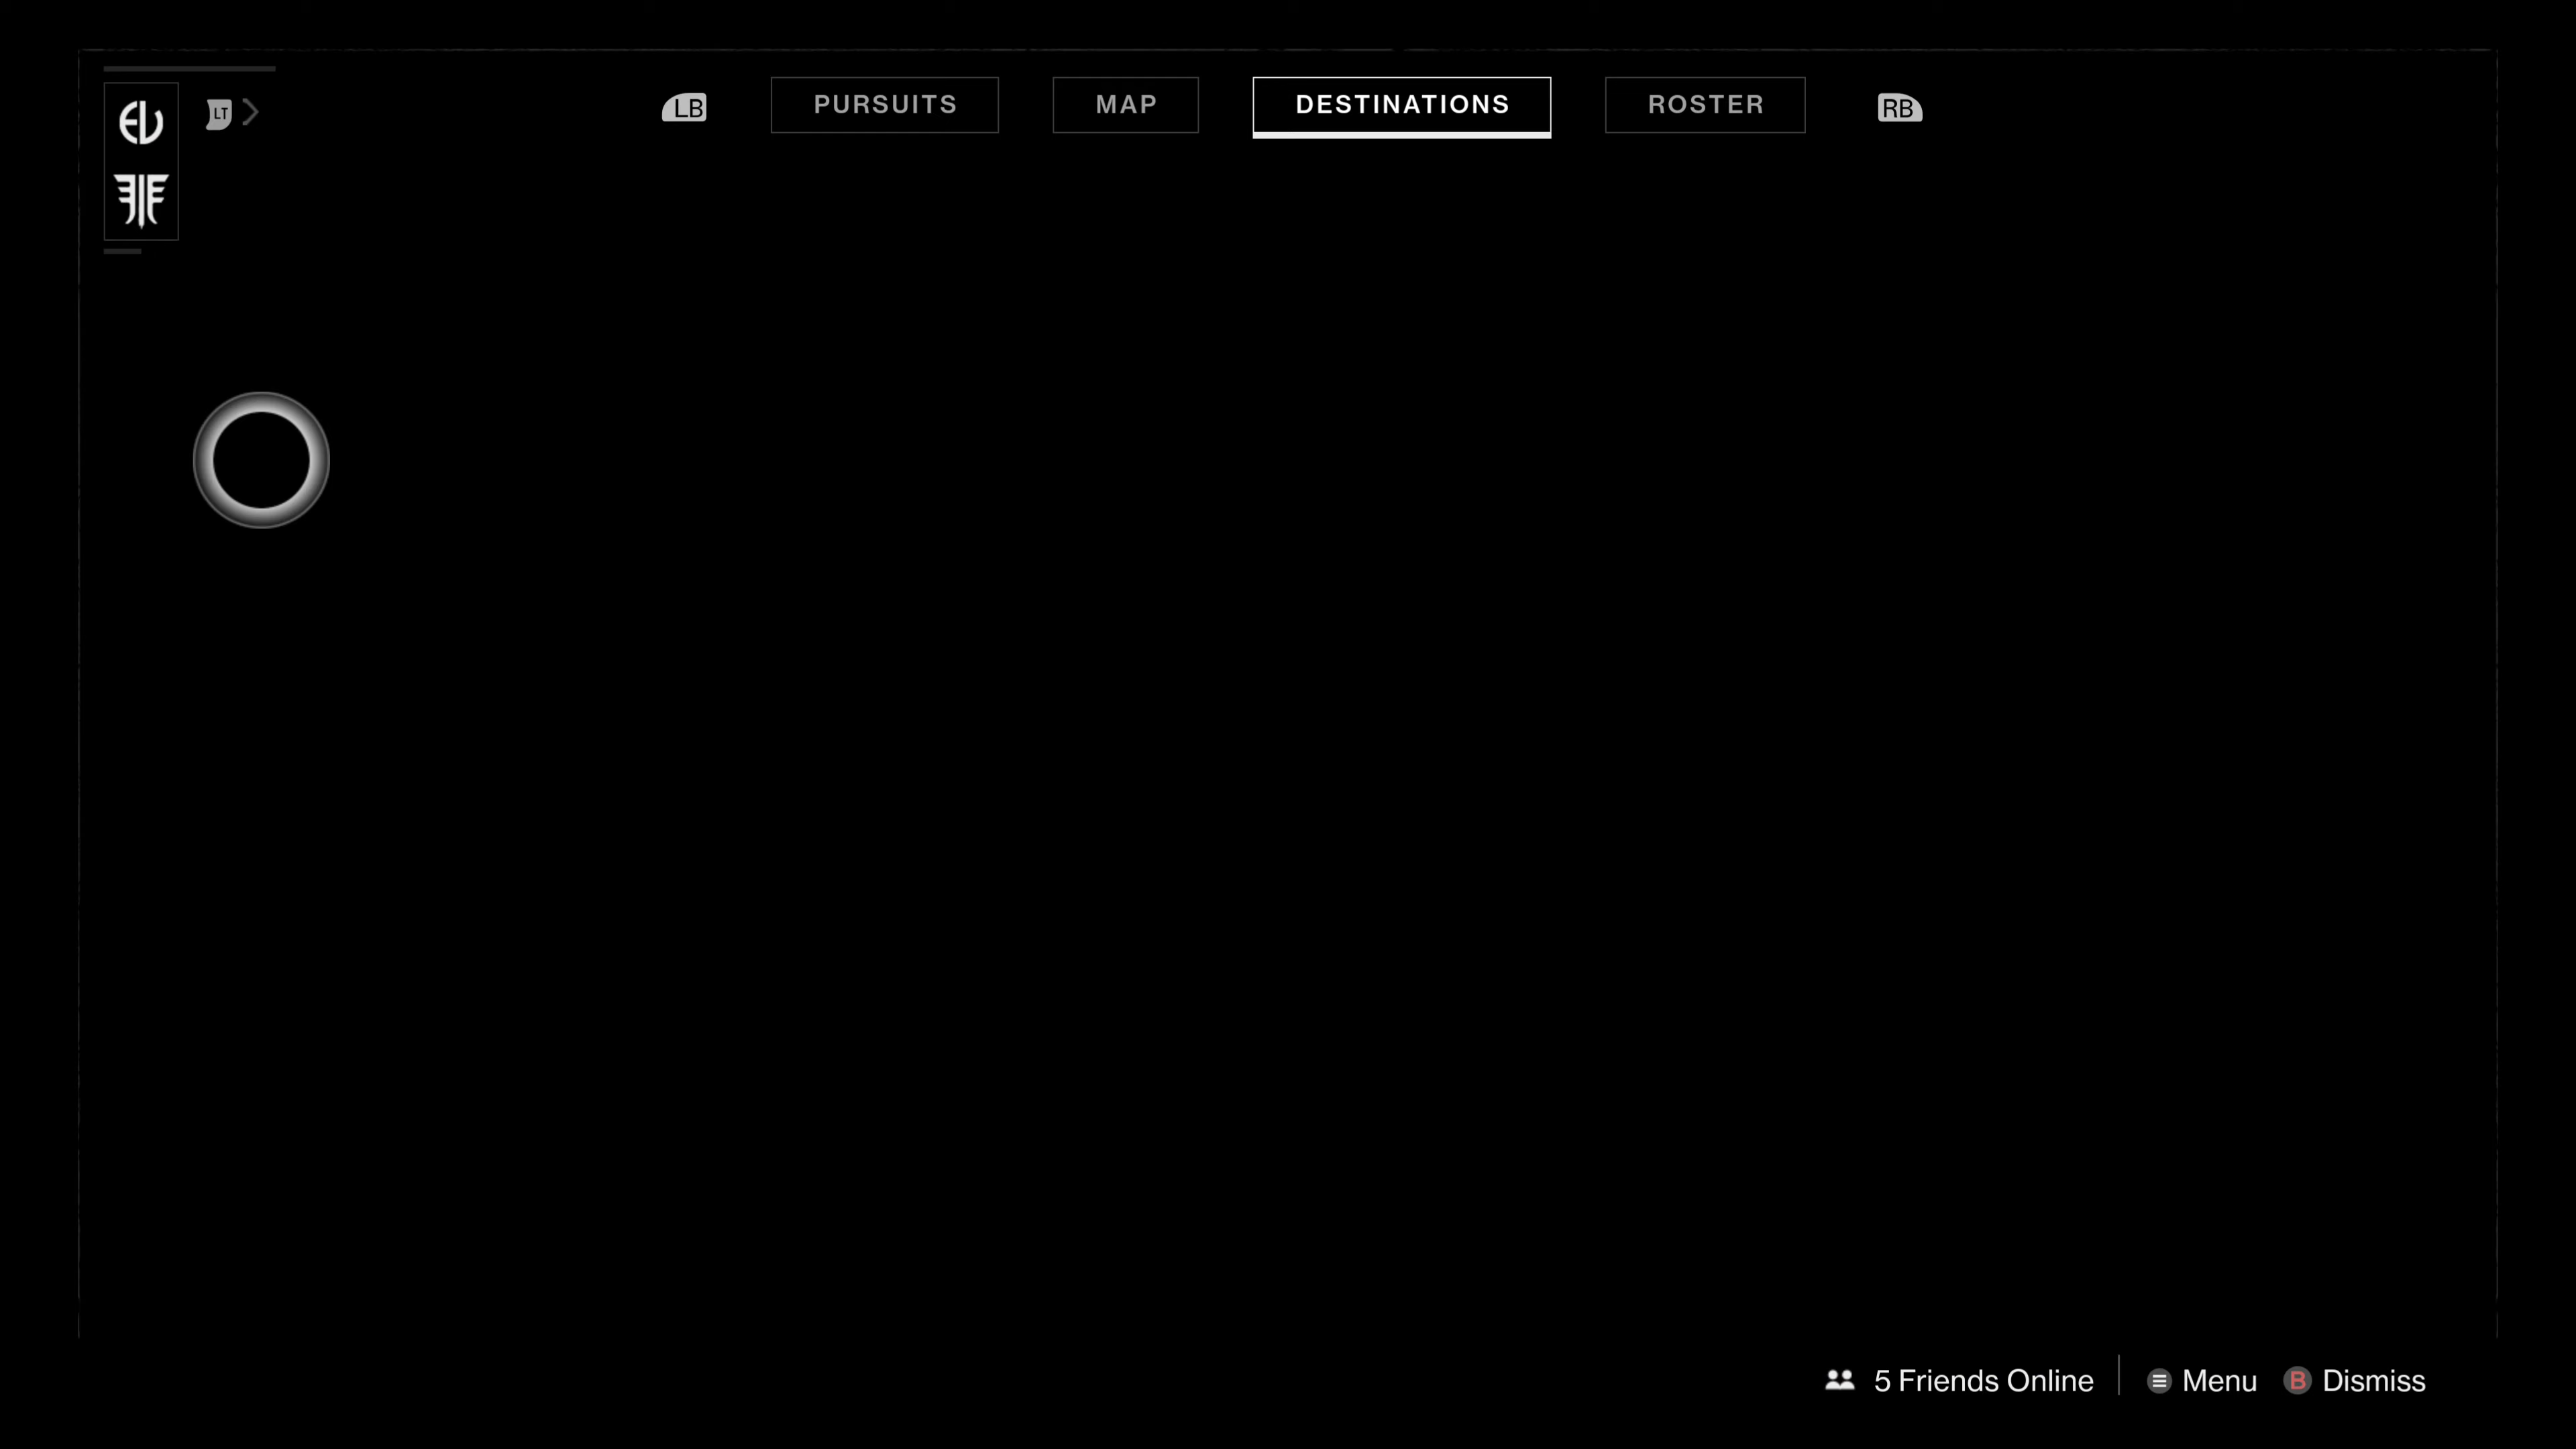 LT
LB
PURSUITS
MAP
DESTINATIONS
ROSTER
RB
5 Friends Online
Menu
B
Dismiss